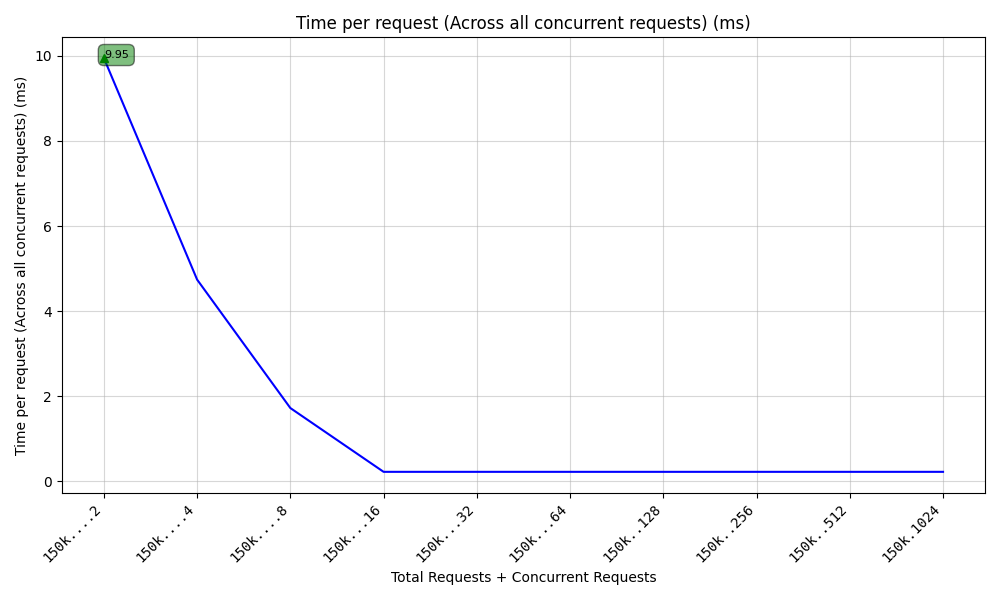 Time per request (Across all concurrent requests) (ms)
9.95
10
8
6
4
2
0
Time per request (Across all concurrent requests) (ms)
150k....2
150k....4
150k....8
150k...16
150k...32
150k...64
150k..128
150k..256
150k..512
150k.1024
Total Requests + Concurrent Requests